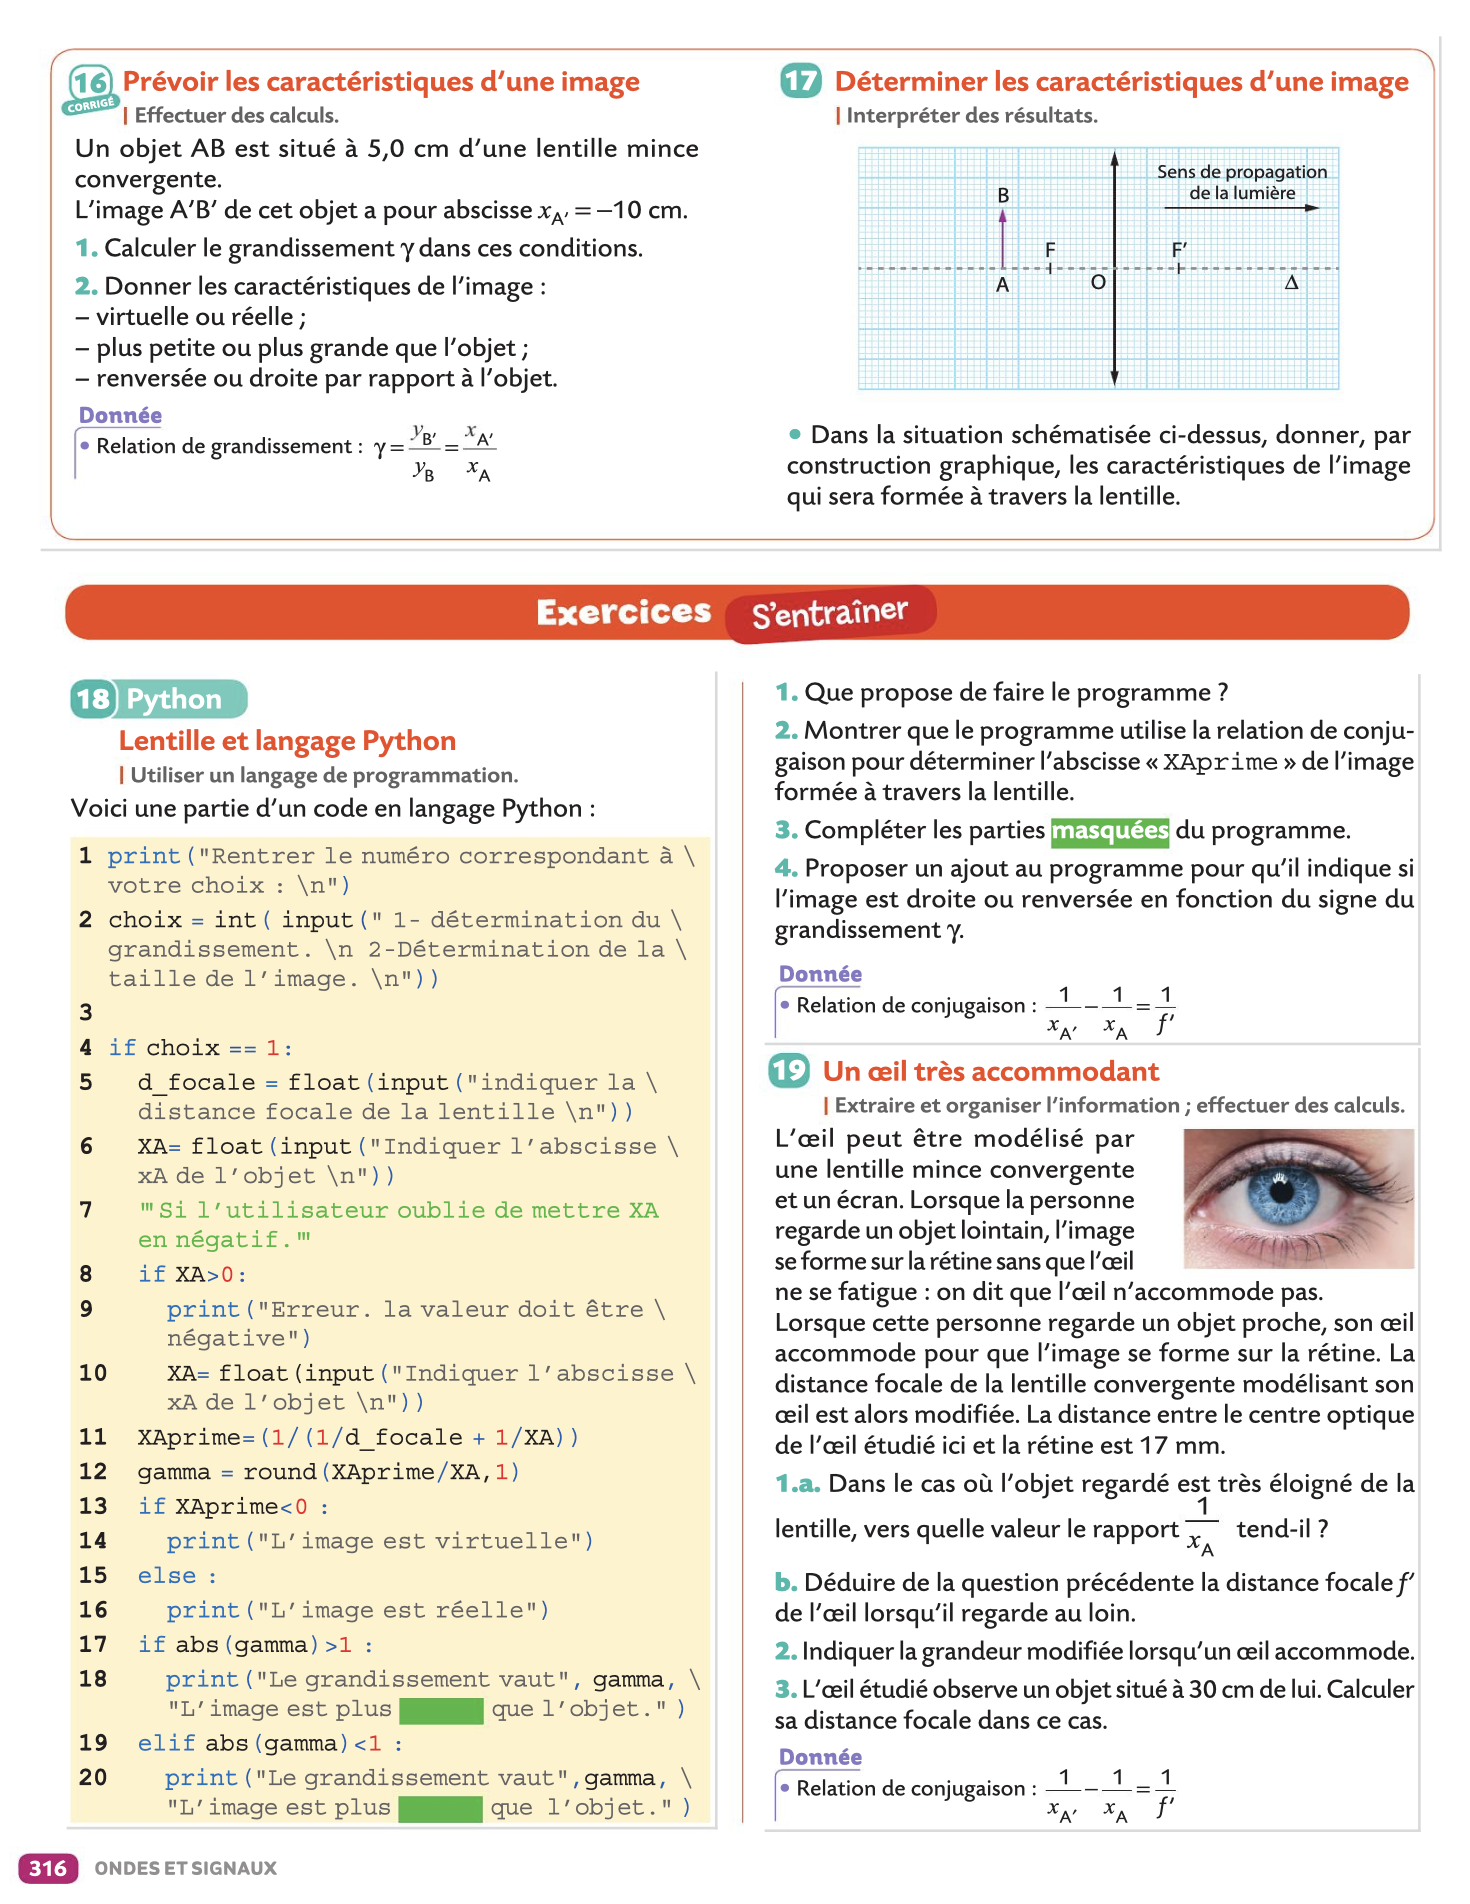 16 Prévoir les caractéristiques d'une image
CORRIGÉ
| Effectuer des calculs.
Un objet AB est situé à 5,0 cm d'une lentille mince
convergente.
L'image A'B' de cet objet a pour abscisse xA' = –10 cm.
1. Calculer le grandissement γ dans ces conditions.
2. Donner les caractéristiques de l'image :
– virtuelle ou réelle ;
– plus petite ou plus grande que l'objet ;
– renversée ou droite par rapport à l'objet.
Donnée
• Relation de grandissement : γ = yB'/yB = xA'/xA
17 Déterminer les caractéristiques d'une image
| Interpréter des résultats.
Sens de propagation
de la lumière
B
F
F'
A
O
Δ
• Dans la situation schématisée ci-dessus, donner, par
construction graphique, les caractéristiques de l'image
qui sera formée à travers la lentille.
Exercices S'entraîner
18 Python
Lentille et langage Python
| Utiliser un langage de programmation.
Voici une partie d'un code en langage Python :
1 print("Rentrer le numéro correspondant à \
votre choix : \n")
2 choix = int( input(" 1- détermination du \
grandissement. \n 2-Détermination de la \
taille de l'image. \n"))
3
4 if choix == 1:
5 d_focale = float(input("indiquer la \
distance focale de la lentille \n"))
6 XA= float(input("Indiquer l'abscisse \
xA de l'objet \n"))
7 '''Si l'utilisateur oublie de mettre XA
en négatif.'''
8 if XA>0:
9 print("Erreur. la valeur doit être \
négative")
10 XA= float(input("Indiquer l'abscisse \
xA de l'objet \n"))
11 XAprime=(1/(1/d_focale + 1/XA))
12 gamma = round(XAprime/XA,1)
13 if XAprime<0 :
14 print("L'image est virtuelle")
15 else :
16 print("L'image est réelle")
17 if abs(gamma)>1 :
18 print("Le grandissement vaut", gamma, \
"L'image est plus que l'objet." )
19 elif abs(gamma)<1 :
20 print("Le grandissement vaut",gamma, \
"L'image est plus que l'objet." )
1. Que propose de faire le programme ?
2. Montrer que le programme utilise la relation de conju-
gaison pour déterminer l'abscisse « XAprime » de l'image
formée à travers la lentille.
3. Compléter les parties masquées du programme.
4. Proposer un ajout au programme pour qu'il indique si
l'image est droite ou renversée en fonction du signe du
grandissement γ.
Donnée
• Relation de conjugaison : 1/xA' – 1/xA = 1/f'
19 Un œil très accommodant
| Extraire et organiser l'information ; effectuer des calculs.
L'œil peut être modélisé par
une lentille mince convergente
et un écran. Lorsque la personne
regarde un objet lointain, l'image
se forme sur la rétine sans que l'œil
ne se fatigue : on dit que l'œil n'accommode pas.
Lorsque cette personne regarde un objet proche, son œil
accommode pour que l'image se forme sur la rétine. La
distance focale de la lentille convergente modélisant son
œil est alors modifiée. La distance entre le centre optique
de l'œil étudié ici et la rétine est 17 mm.
1.a. Dans le cas où l'objet regardé est très éloigné de la
lentille, vers quelle valeur le rapport 1/xA tend-il ?
b. Déduire de la question précédente la distance focale f'
de l'œil lorsqu'il regarde au loin.
2. Indiquer la grandeur modifiée lorsqu'un œil accommode.
3. L'œil étudié observe un objet situé à 30 cm de lui. Calculer
sa distance focale dans ce cas.
Donnée
• Relation de conjugaison : 1/xA' – 1/xA = 1/f'
316 ONDES ET SIGNAUX